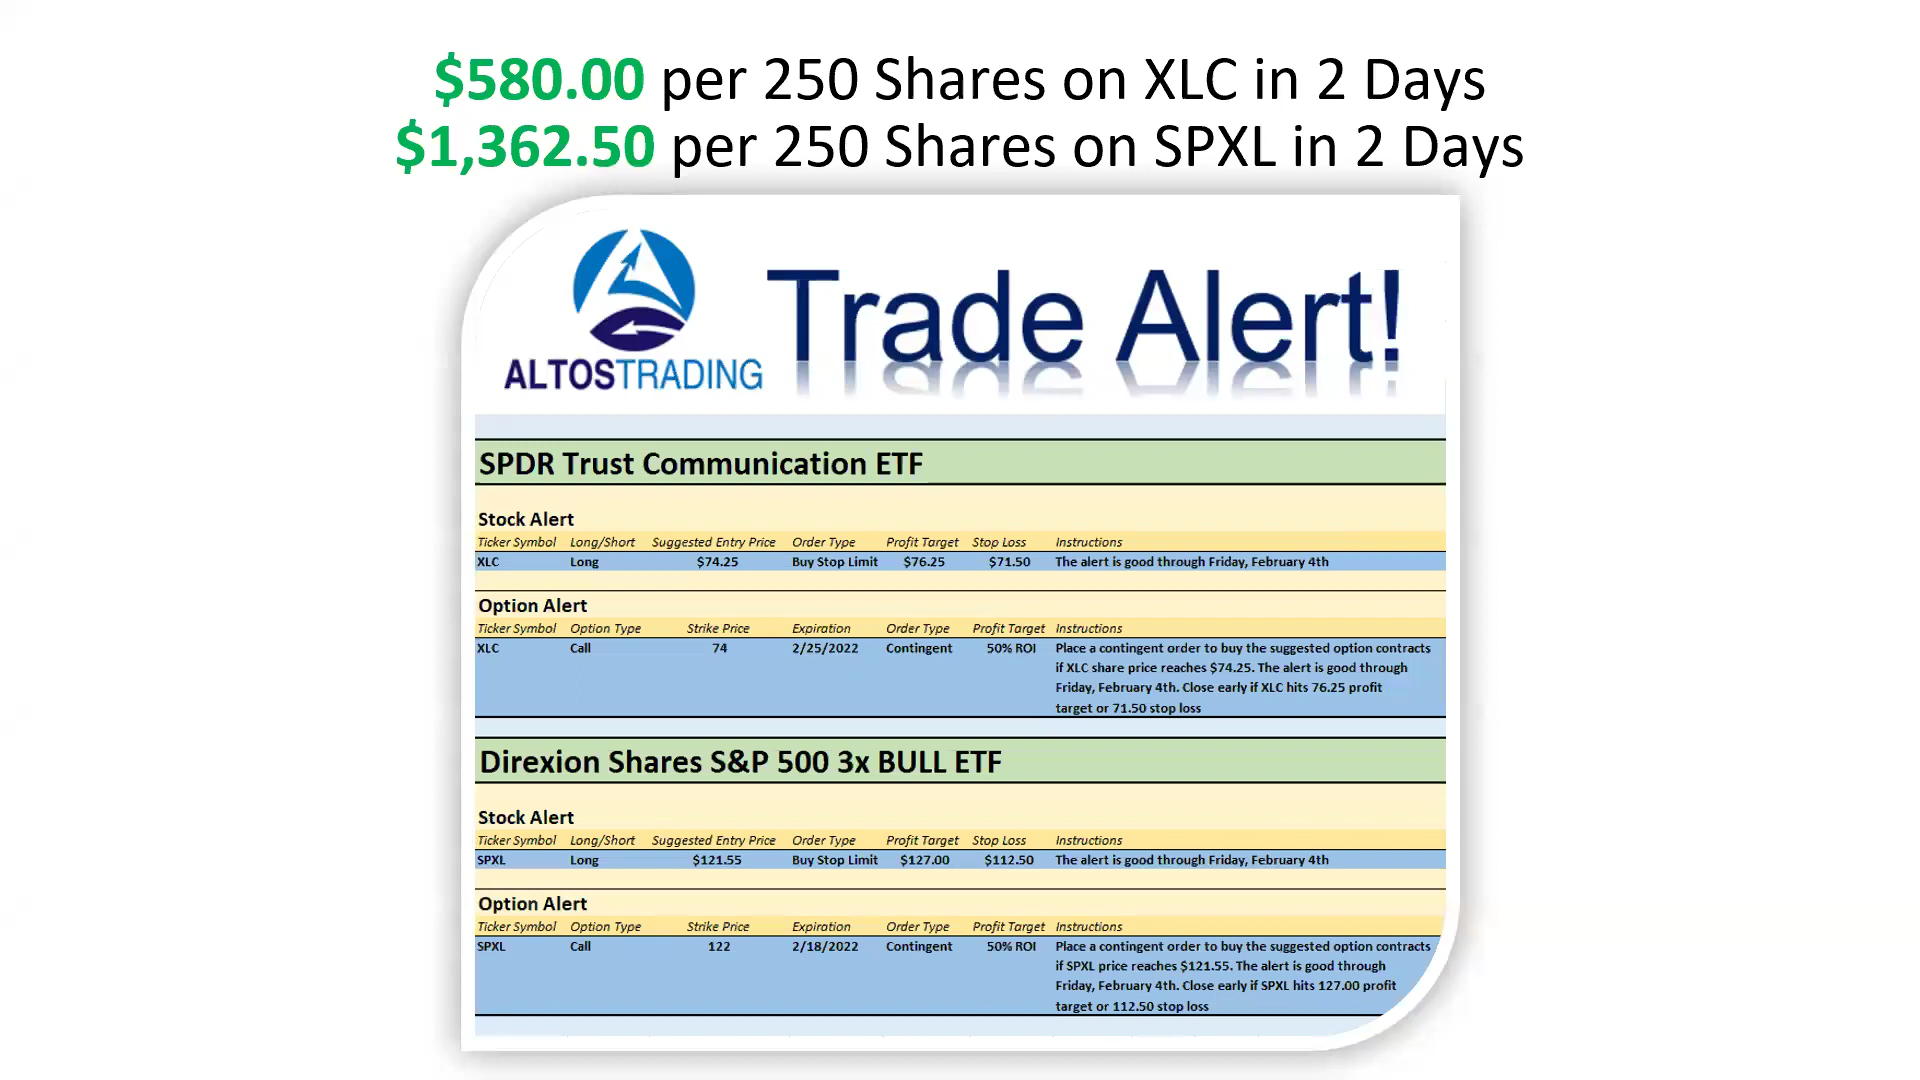 $580.00 per 250 Shares on XLC in 2 Days
$1,362.50 per 250 Shares on SPXL in 2 Days
ALTOSTRADING
Trade Alert!
SPDR Trust Communication ETF
Stock Alert
Ticker Symbol Long/Short Suggested Entry Price Order Type Profit Target Stop Loss Instructions
XLC Long $74.25 Buy Stop Limit $76.25 $71.50 The alert is good through Friday, February 4th
Option Alert
Ticker Symbol Option Type Strike Price Expiration Order Type Profit Target Instructions
XLC Call 74 2/25/2022 Contingent 50% ROI Place a contingent order to buy the suggested option contracts
if XLC share price reaches $74.25. The alert is good through
Friday, February 4th. Close early if XLC hits 76.25 profit
target or 71.50 stop loss
Direxion Shares S&P 500 3x BULL ETF
Stock Alert
Ticker Symbol Long/Short Suggested Entry Price Order Type Profit Target Stop Loss Instructions
SPXL Long $121.55 Buy Stop Limit $127.00 $112.50 The alert is good through Friday, February 4th
Option Alert
Ticker Symbol Option Type Strike Price Expiration Order Type Profit Target Instructions
SPXL Call 122 2/18/2022 Contingent 50% ROI Place a contingent order to buy the suggested option contracts
if SPXL price reaches $121.55. The alert is good through
Friday, February 4th. Close early if SPXL hits 127.00 profit
target or 112.50 stop loss